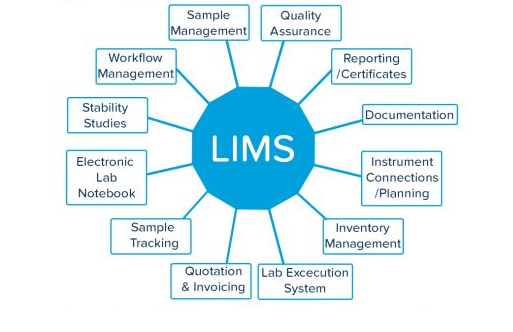 Sample
Management
Quality
Assurance
Workflow
Management
Reporting
/Certificates
Stability
Studies
Documentation
LIMS
Electronic
Lab
Notebook
Instrument
Connections
/Planning
Sample
Tracking
Inventory
Management
Quotation
& Invoicing
Lab Excecution
System